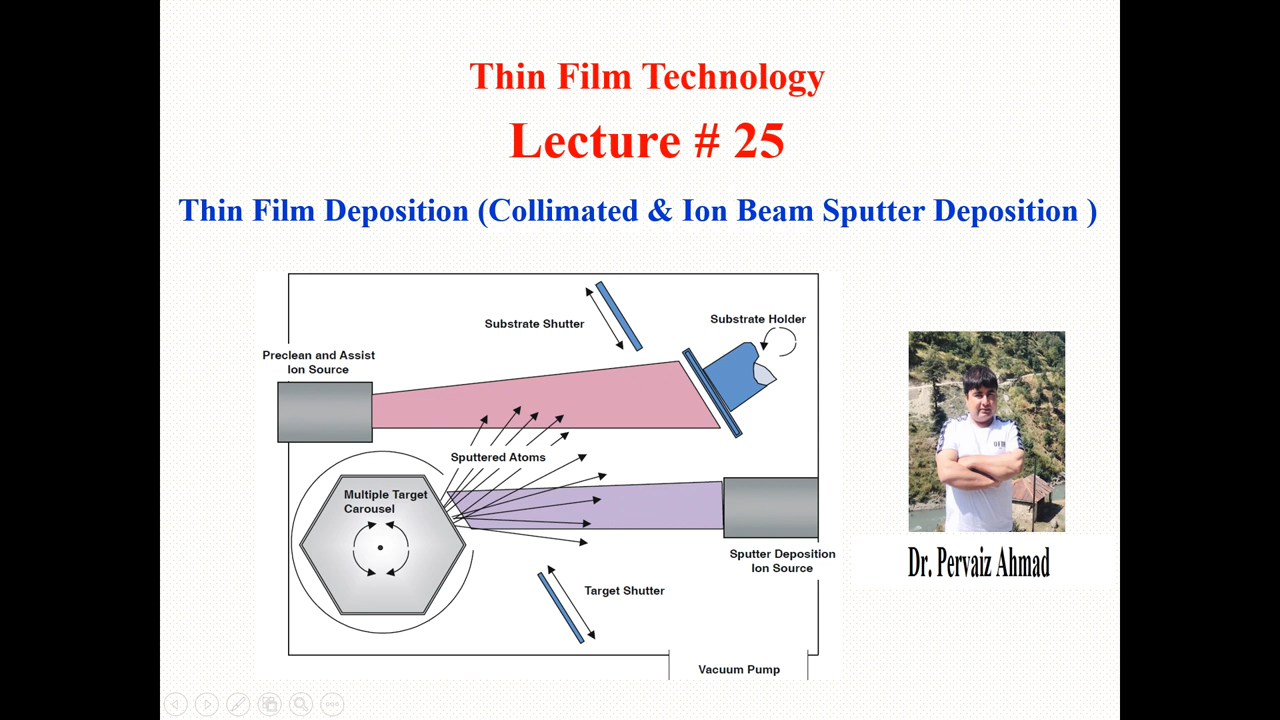 Thin Film Technology
Lecture # 25
Thin Film Deposition (Collimated & Ion Beam Sputter Deposition )
Substrate Shutter
Substrate Holder
Preclean and Assist
Ion Source
Sputtered Atoms
Multiple Target
Carousel
Sputter Deposition
Ion Source
Target Shutter
Vacuum Pump
Dr. Pervaiz Ahmad